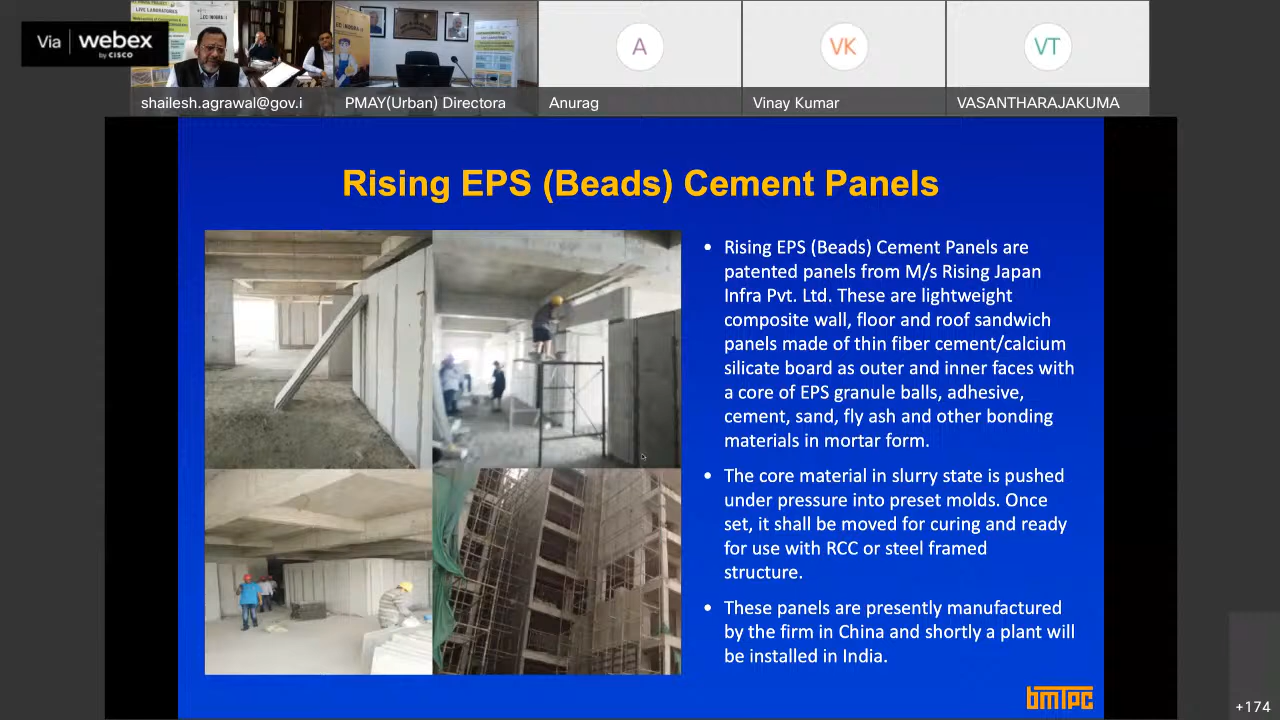 Via webex
by CISCO
LIVE LABORATORIES
shailesh.agrawal@gov.i
PMAY(Urban) Directora
A
Anurag
VK
Vinay Kumar
VT
VASANTHARAJAKUMA
Rising EPS (Beads) Cement Panels
• Rising EPS (Beads) Cement Panels are
patented panels from M/s Rising Japan
Infra Pvt. Ltd. These are lightweight
composite wall, floor and roof sandwich
panels made of thin fiber cement/calcium
silicate board as outer and inner faces with
a core of EPS granule balls, adhesive,
cement, sand, fly ash and other bonding
materials in mortar form.
• The core material in slurry state is pushed
under pressure into preset molds. Once
set, it shall be moved for curing and ready
for use with RCC or steel framed
structure.
• These panels are presently manufactured
by the firm in China and shortly a plant will
be installed in India.
bmTPC
+174